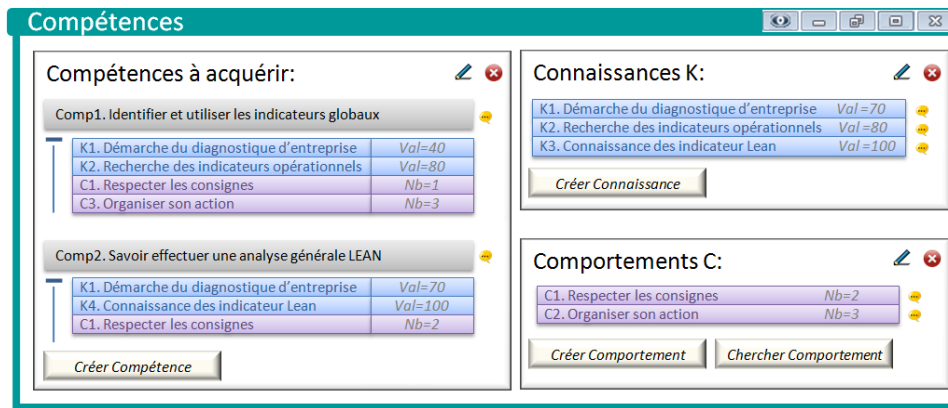 Compétences
Compétences à acquérir:
Comp1. Identifier et utiliser les indicateurs globaux
K1. Démarche du diagnostique d'entreprise Val=40
K2. Recherche des indicateurs opérationnels Val=80
C1. Respecter les consignes Nb=1
C3. Organiser son action Nb=3
Comp2. Savoir effectuer une analyse générale LEAN
K1. Démarche du diagnostique d'entreprise Val=70
K4. Connaissance des indicateur Lean Val=100
C1. Respecter les consignes Nb=2
Créer Compétence
Connaissances K:
K1. Démarche du diagnostique d'entreprise Val =70
K2. Recherche des indicateurs opérationnels Val =80
K3. Connaissance des indicateur Lean Val =100
Créer Connaissance
Comportements C:
C1. Respecter les consignes Nb=2
C2. Organiser son action Nb=3
Créer Comportement Chercher Comportement